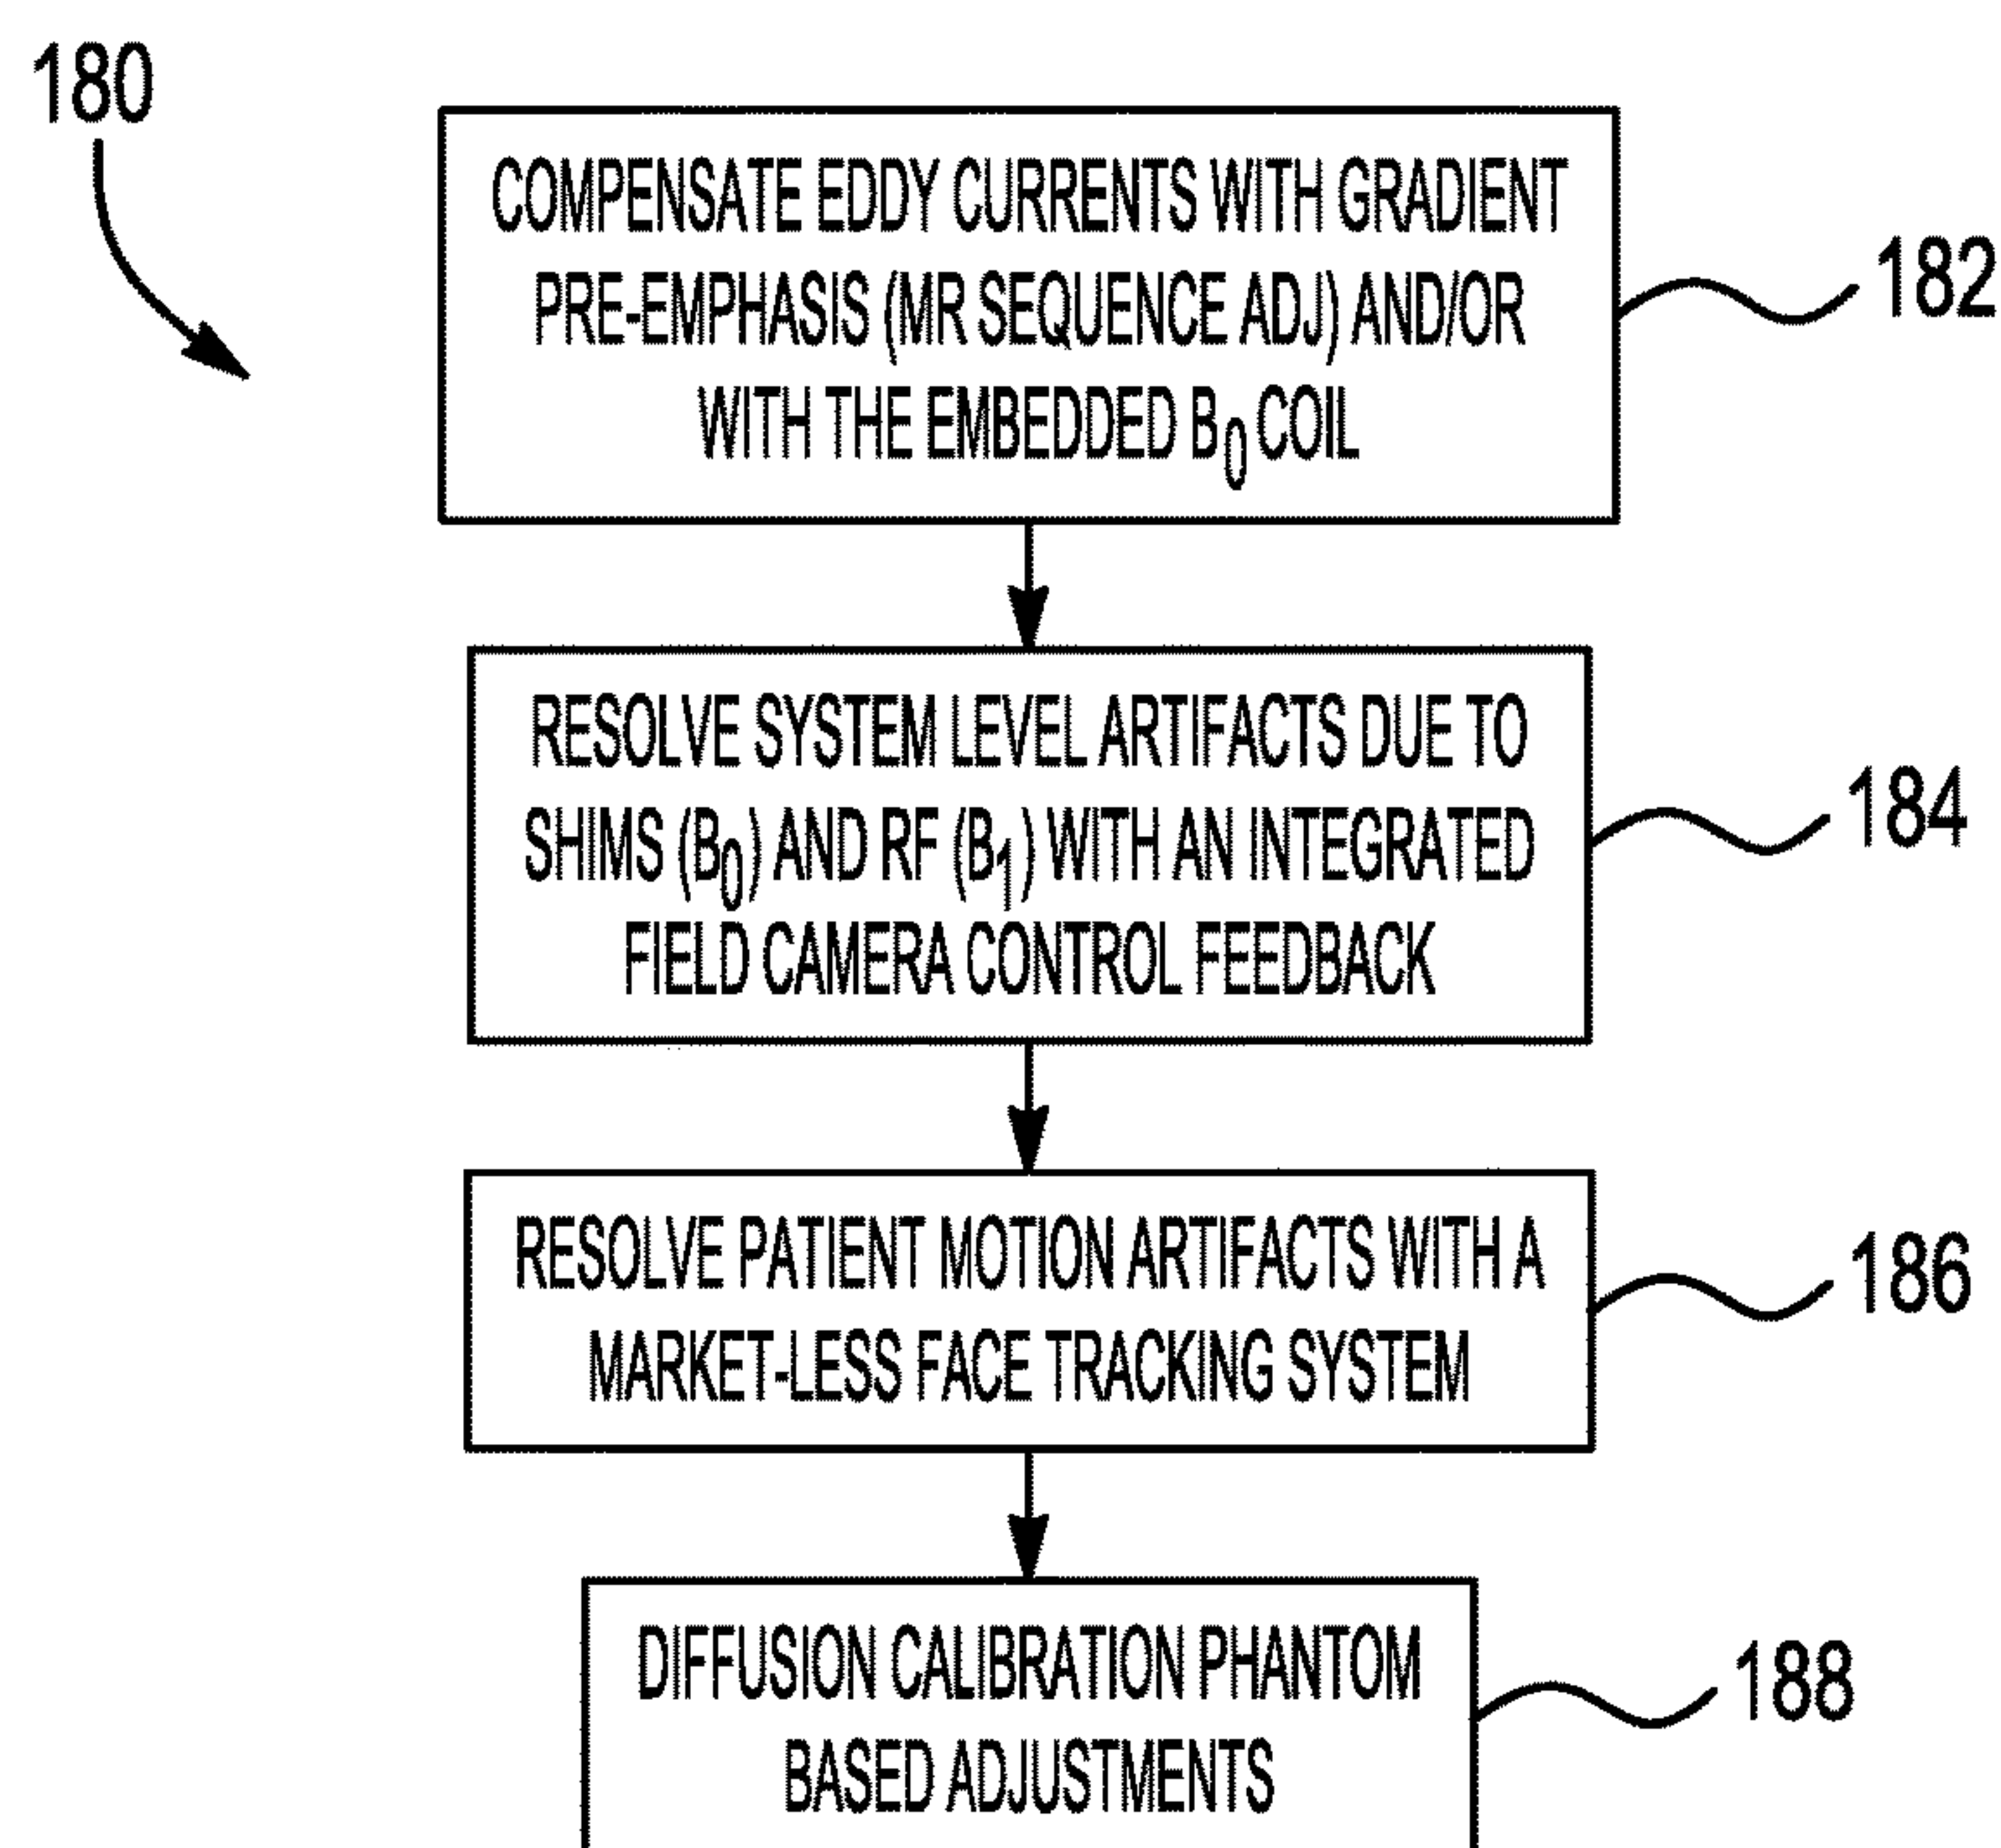 180
COMPENSATE EDDY CURRENTS WITH GRADIENT
PRE-EMPHASIS (MR SEQUENCE ADJ) AND/OR
WITH THE EMBEDDED B₀ COIL
182
RESOLVE SYSTEM LEVEL ARTIFACTS DUE TO
SHIMS (B₀) AND RF (B₁) WITH AN INTEGRATED
FIELD CAMERA CONTROL FEEDBACK
184
RESOLVE PATIENT MOTION ARTIFACTS WITH A
MARKET-LESS FACE TRACKING SYSTEM
186
DIFFUSION CALIBRATION PHANTOM
BASED ADJUSTMENTS
188